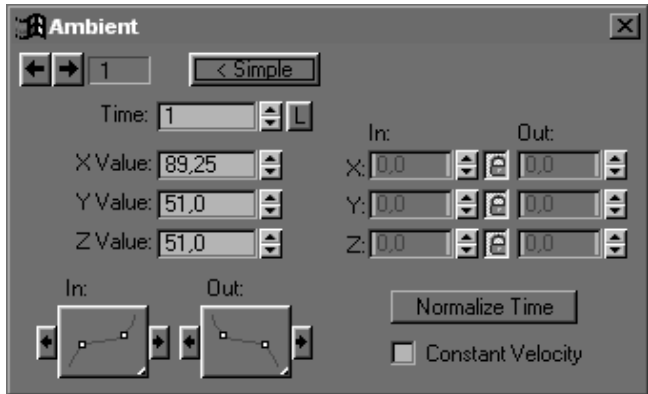 Ambient
1 < Simple
Time: 1 L
In: Out:
X Value: 89,25 X: 0,0 0,0
Y Value: 51,0 Y: 0,0 0,0
Z Value: 51,0 Z: 0,0 0,0
In: Out:
Normalize Time
Constant Velocity